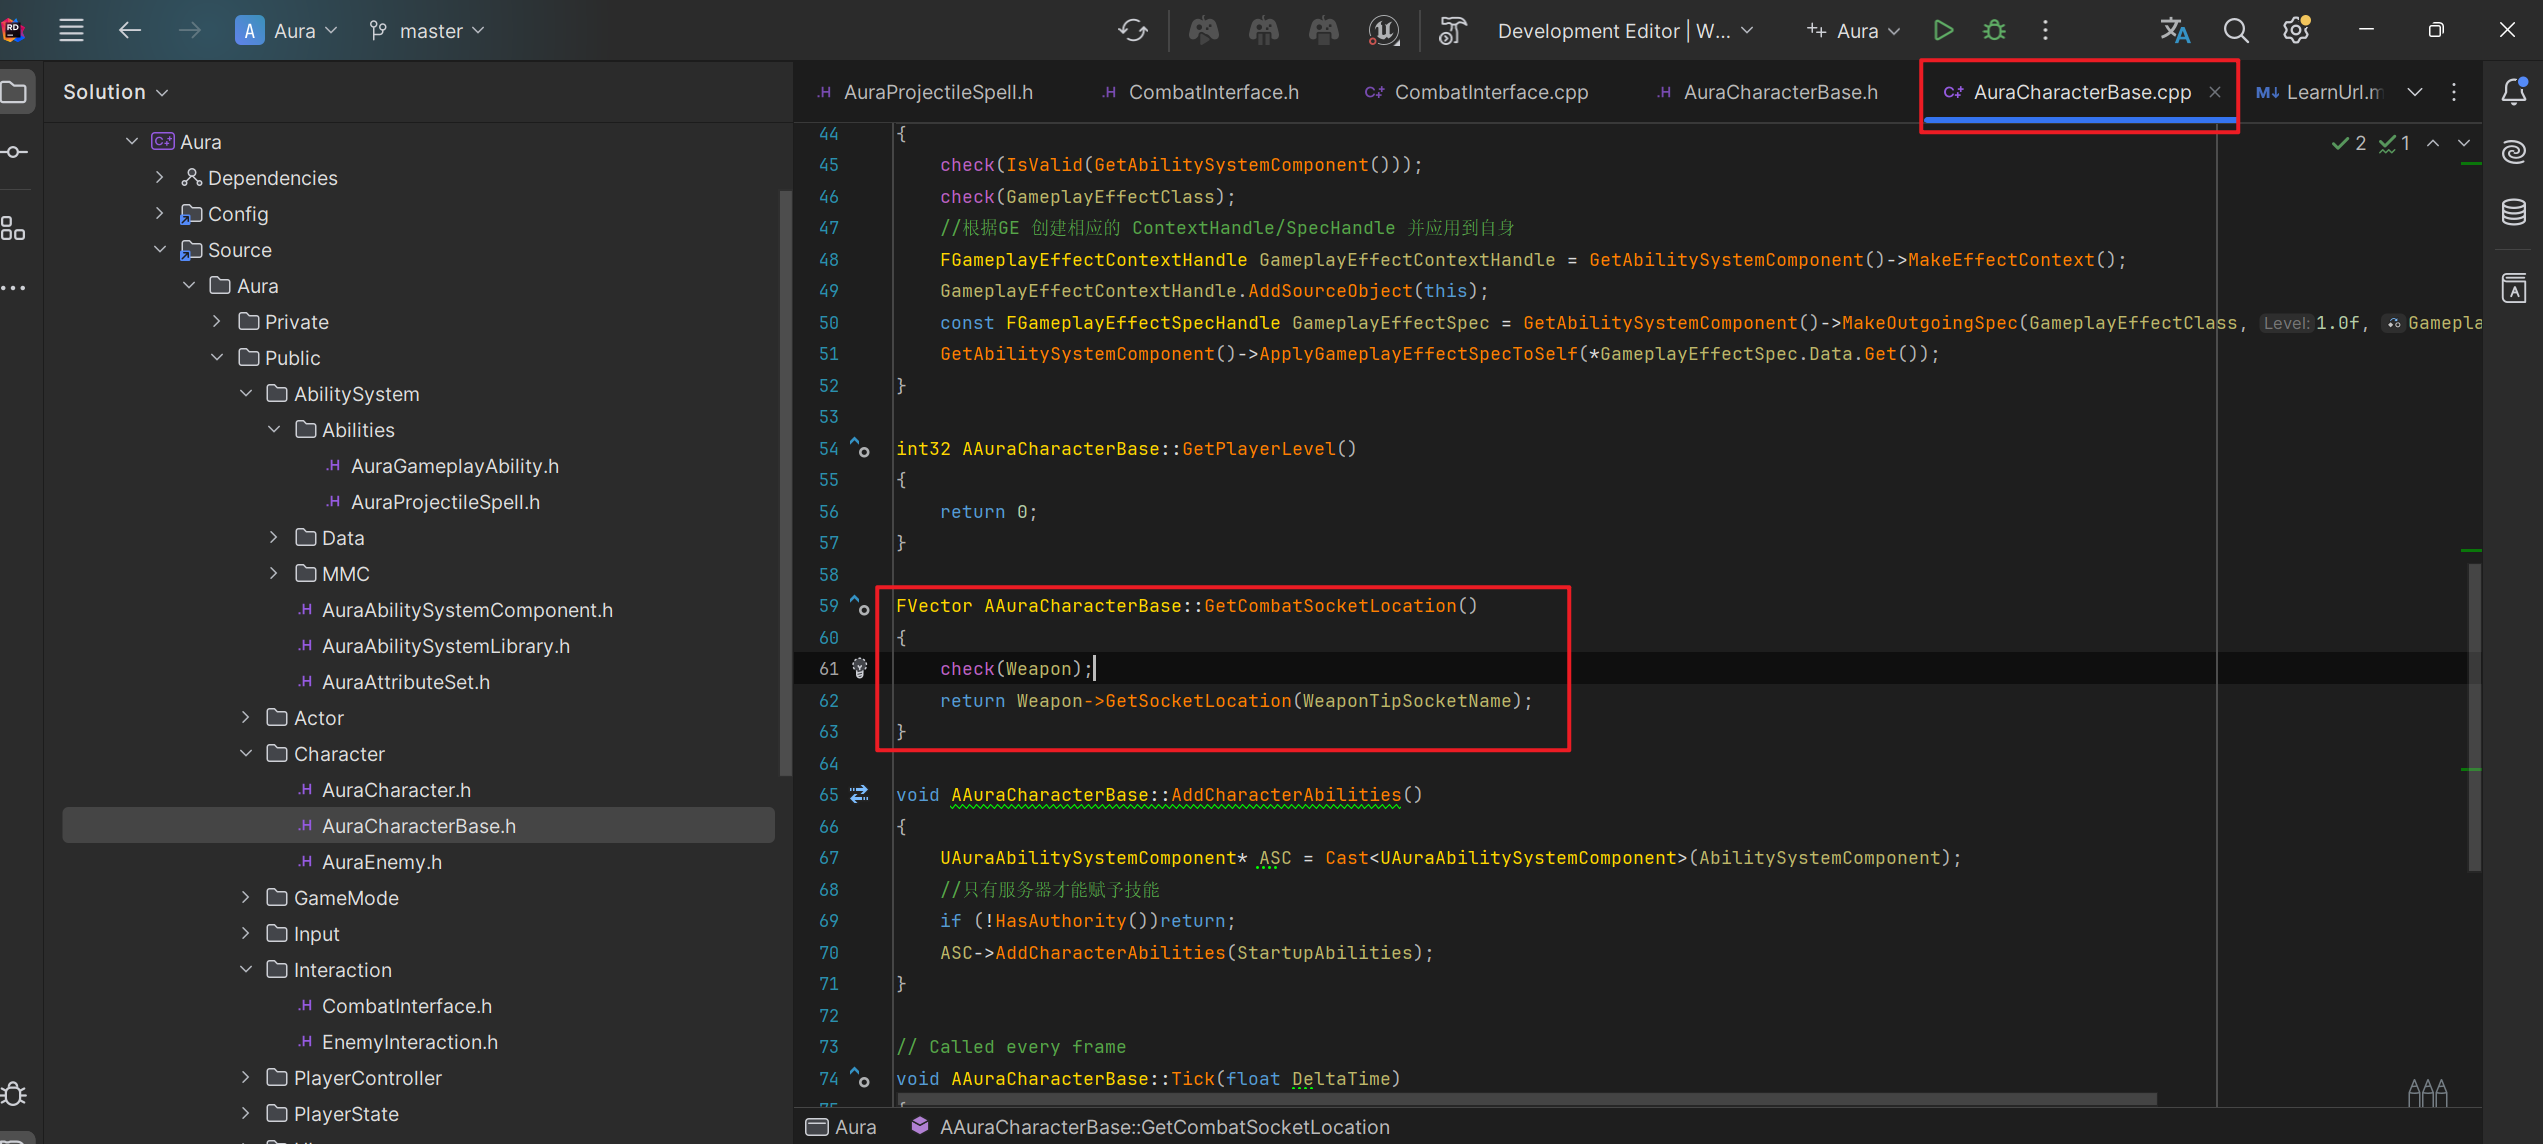 A Aura master Development Editor | W... Aura
Solution
Aura
Dependencies
Config
Source
Aura
Private
Public
AbilitySystem
Abilities
AuraGameplayAbility.h
AuraProjectileSpell.h
Data
MMC
AuraAbilitySystemComponent.h
AuraAbilitySystemLibrary.h
AuraAttributeSet.h
Actor
Character
AuraCharacter.h
AuraCharacterBase.h
AuraEnemy.h
GameMode
Input
Interaction
CombatInterface.h
EnemyInteraction.h
PlayerController
PlayerState
AuraProjectileSpell.h CombatInterface.h CombatInterface.cpp AuraCharacterBase.h AuraCharacterBase.cpp LearnUrl.m
2 1
44 {
45 check(IsValid(GetAbilitySystemComponent()));
46 check(GameplayEffectClass);
47 //根据GE 创建相应的 ContextHandle/SpecHandle 并应用到自身
48 FGameplayEffectContextHandle GameplayEffectContextHandle = GetAbilitySystemComponent()->MakeEffectContext();
49 GameplayEffectContextHandle.AddSourceObject(this);
50 const FGameplayEffectSpecHandle GameplayEffectSpec = GetAbilitySystemComponent()->MakeOutgoingSpec(GameplayEffectClass, Level: 1.0f, Gamepla
51 GetAbilitySystemComponent()->ApplyGameplayEffectSpecToSelf(*GameplayEffectSpec.Data.Get());
52 }
53
54 int32 AAuraCharacterBase::GetPlayerLevel()
55 {
56 return 0;
57 }
58
59 FVector AAuraCharacterBase::GetCombatSocketLocation()
60 {
61 check(Weapon);
62 return Weapon->GetSocketLocation(WeaponTipSocketName);
63 }
64
65 void AAuraCharacterBase::AddCharacterAbilities()
66 {
67 UAuraAbilitySystemComponent* ASC = Cast<UAuraAbilitySystemComponent>(AbilitySystemComponent);
68 //只有服务器才能赋予技能
69 if (!HasAuthority())return;
70 ASC->AddCharacterAbilities(StartupAbilities);
71 }
72
73 // Called every frame
74 void AAuraCharacterBase::Tick(float DeltaTime)
Aura AAuraCharacterBase::GetCombatSocketLocation